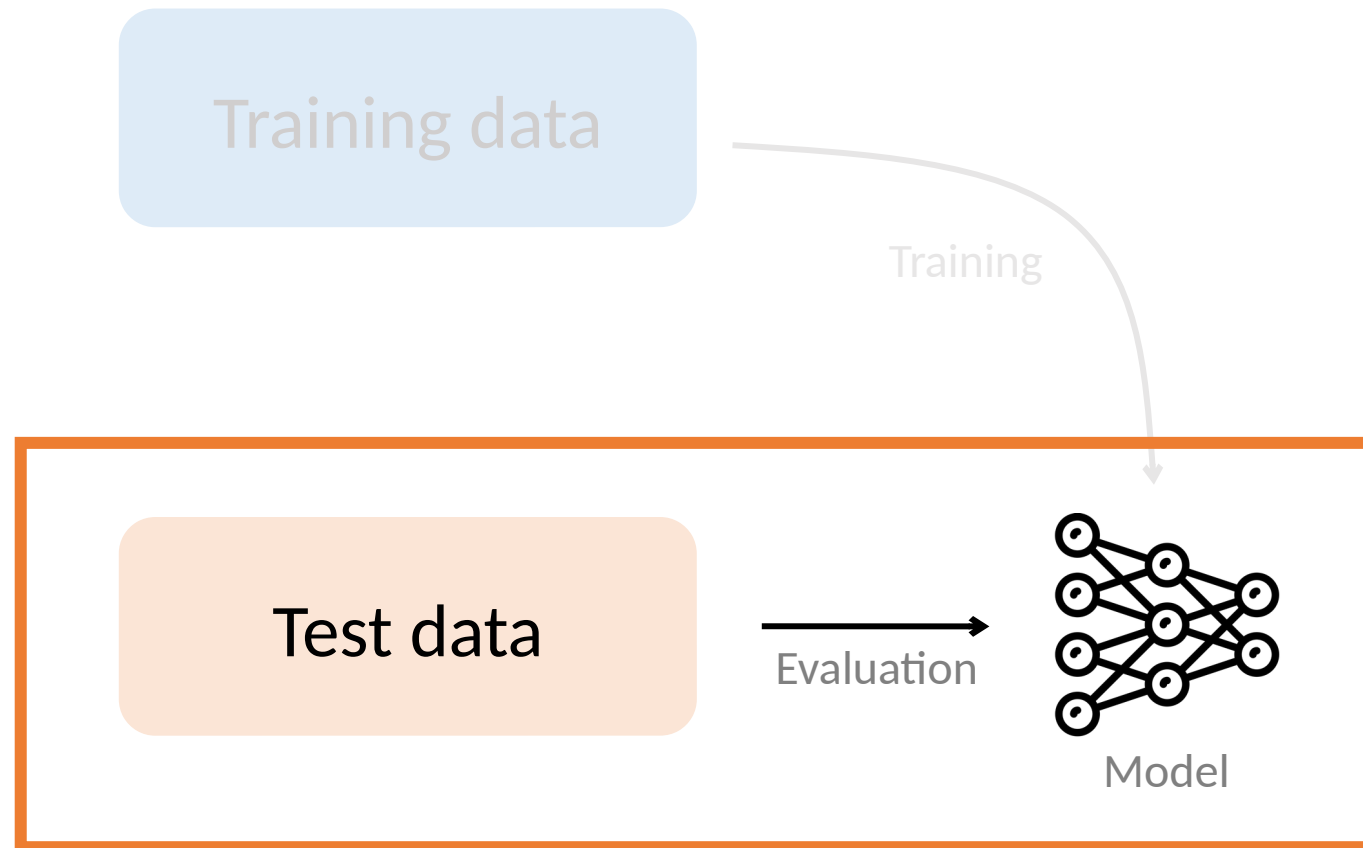 Training data
Training
Test data
Evaluation
Model